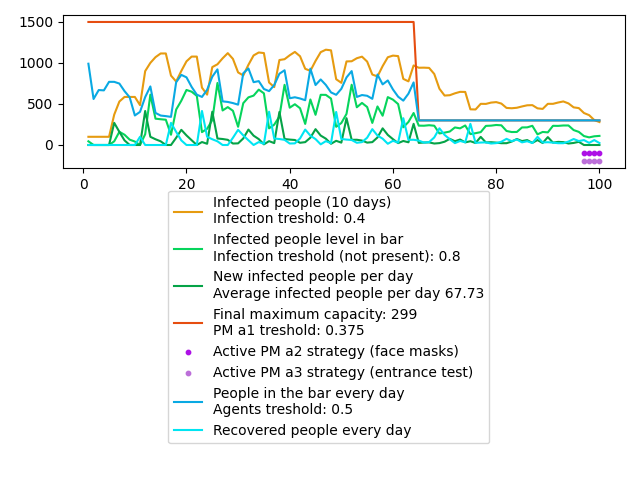 1500
1000
500
0
0 20 40 60 80 100
Infected people (10 days)
Infection treshold: 0.4
Infected people level in bar
Infection treshold (not present): 0.8
New infected people per day
Average infected people per day 67.73
Final maximum capacity: 299
PM a1 treshold: 0.375
Active PM a2 strategy (face masks)
Active PM a3 strategy (entrance test)
People in the bar every day
Agents treshold: 0.5
Recovered people every day